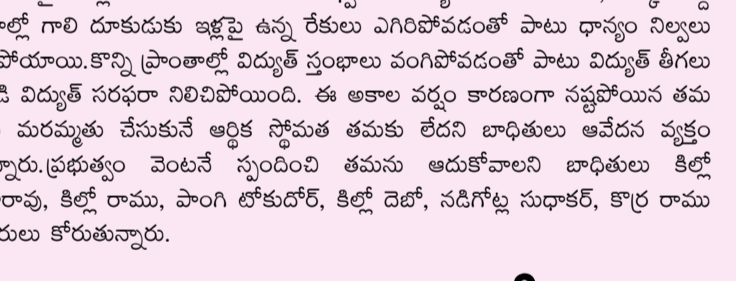 గాలి దూకుడుకు ఇళ్లపై ఉన్న రేకులు ఎగిరిపోవడంతో పాటు ధాన్యం నిల్వలు
పోయాయి.కొన్ని ప్రాంతాల్లో విద్యుత్ స్తంభాలు వంగిపోవడంతో పాటు విద్యుత్ తీగలు
విద్యుత్ సరఫరా నిలిచిపోయింది. ఈ అకాల వర్షం కారణంగా నష్టపోయిన తమ
మరమ్మతు చేసుకునే ఆర్థిక స్థోమత తమకు లేదని బాధితులు ఆవేదన వ్యక్తం
న్నారు.ప్రభుత్వం వెంటనే స్పందించి తమను ఆదుకోవాలని బాధితులు కిల్లో
రావు, కిల్లో రాము, పాంగి టోకుదోర్, కిల్లో దెబో, నడిగోట్ల సుధాకర్, కొర్ర రాము
రులు కోరుతున్నారు.